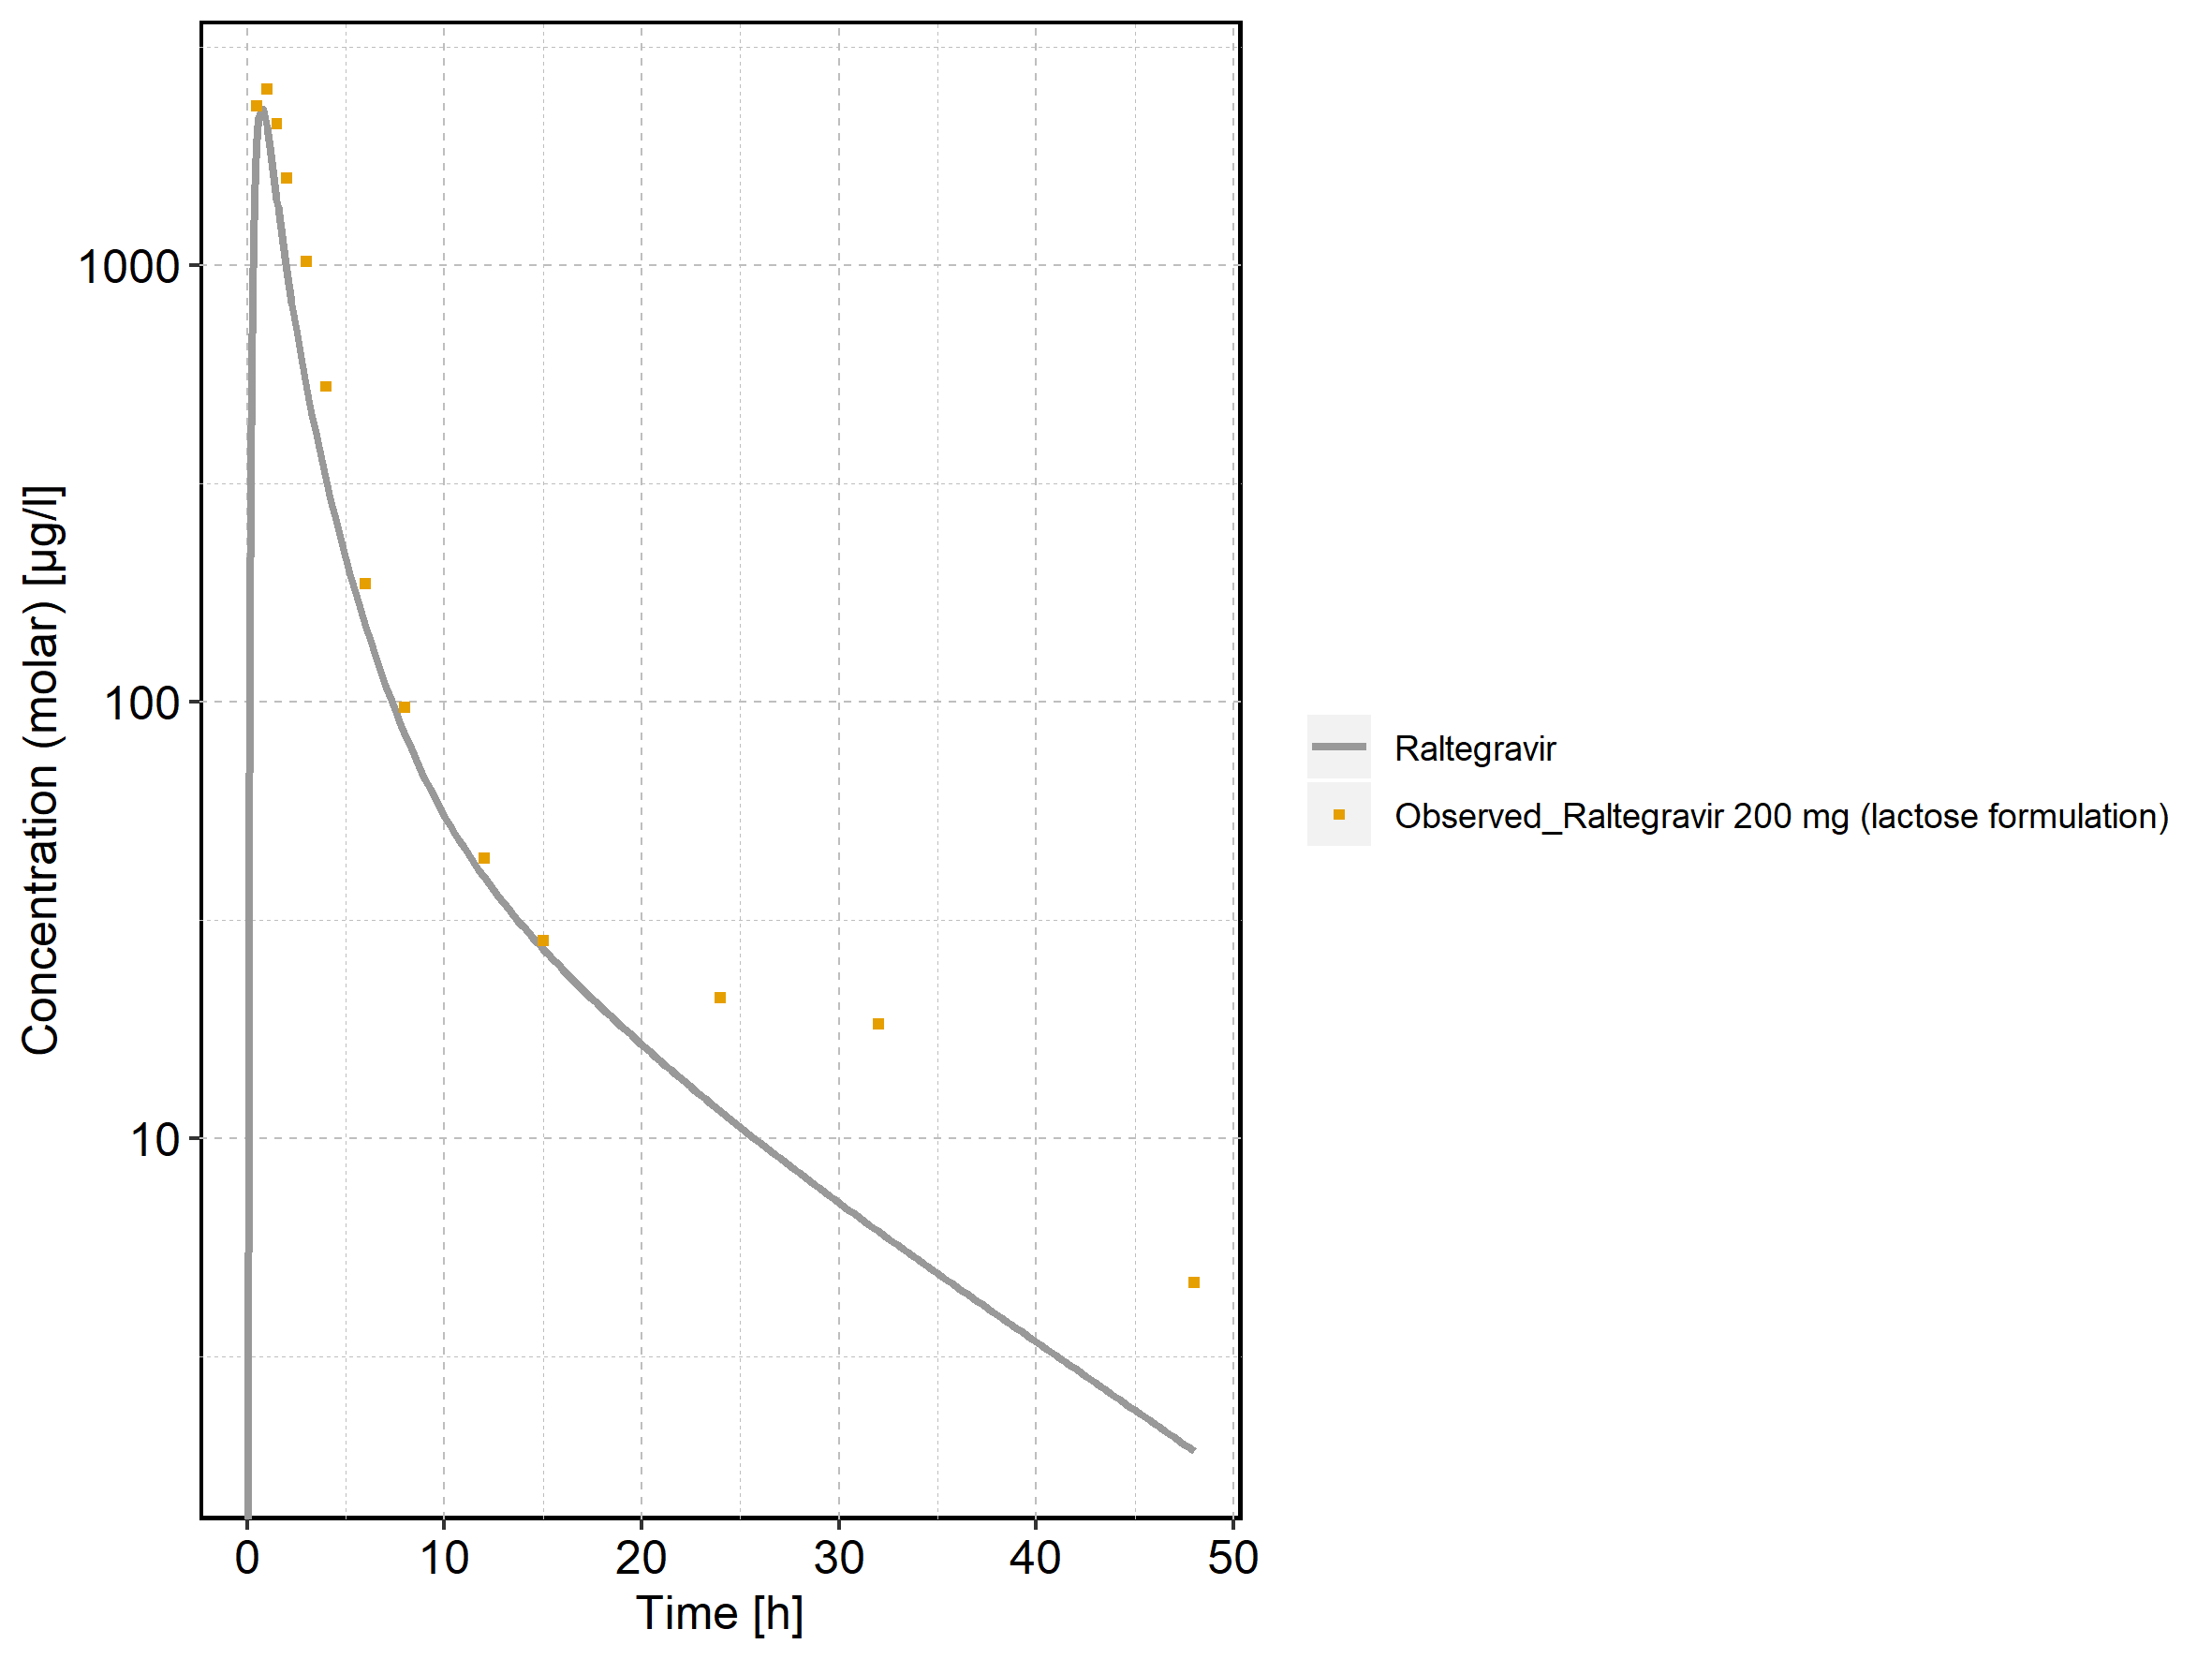 Concentration (molar) [µg/l]
1000
100
10
0 10 20 30 40 50
Time [h]
Raltegravir
Observed_Raltegravir 200 mg (lactose formulation)